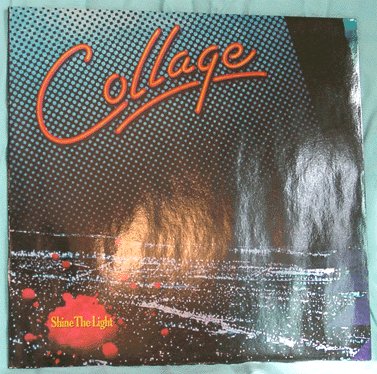 Collage
Shine The Light